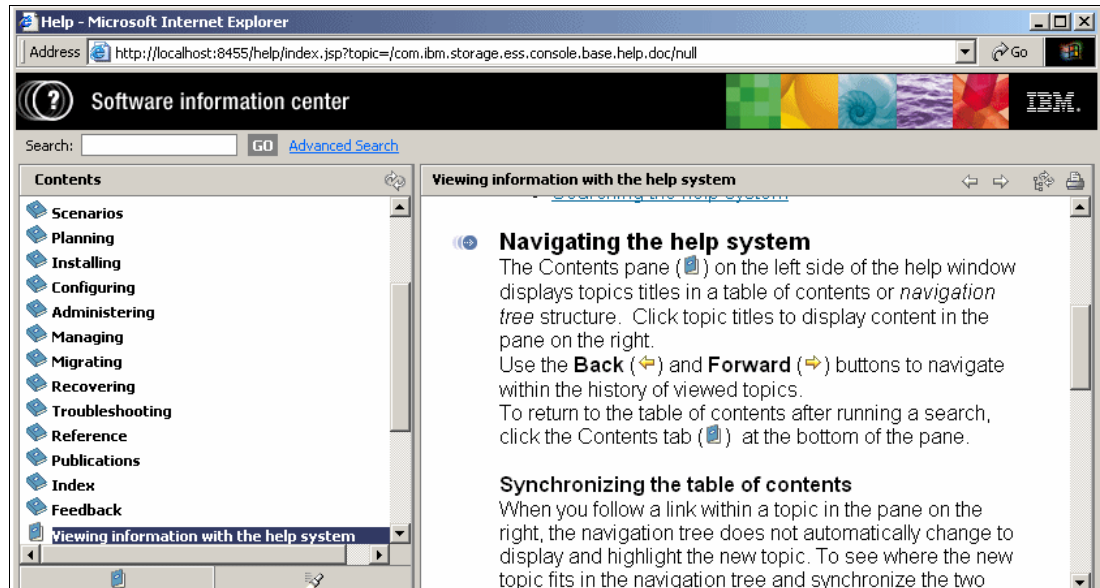 Help - Microsoft Internet Explorer
Address http://localhost:8455/help/index.jsp?topic=/com.ibm.storage.ess.console.base.help.doc/null Go
Software information center IBM.
Search: GO Advanced Search
Contents
Scenarios
Planning
Installing
Configuring
Administering
Managing
Migrating
Recovering
Troubleshooting
Reference
Publications
Index
Feedback
Viewing information with the help system
Viewing information with the help system
Searching the help system
Navigating the help system
The Contents pane ( ) on the left side of the help window
displays topics titles in a table of contents or navigation
tree structure. Click topic titles to display content in the
pane on the right.
Use the Back ( ) and Forward ( ) buttons to navigate
within the history of viewed topics.
To return to the table of contents after running a search,
click the Contents tab ( ) at the bottom of the pane.
Synchronizing the table of contents
When you follow a link within a topic in the pane on the
right, the navigation tree does not automatically change to
display and highlight the new topic. To see where the new
topic fits in the navigation tree and synchronize the two